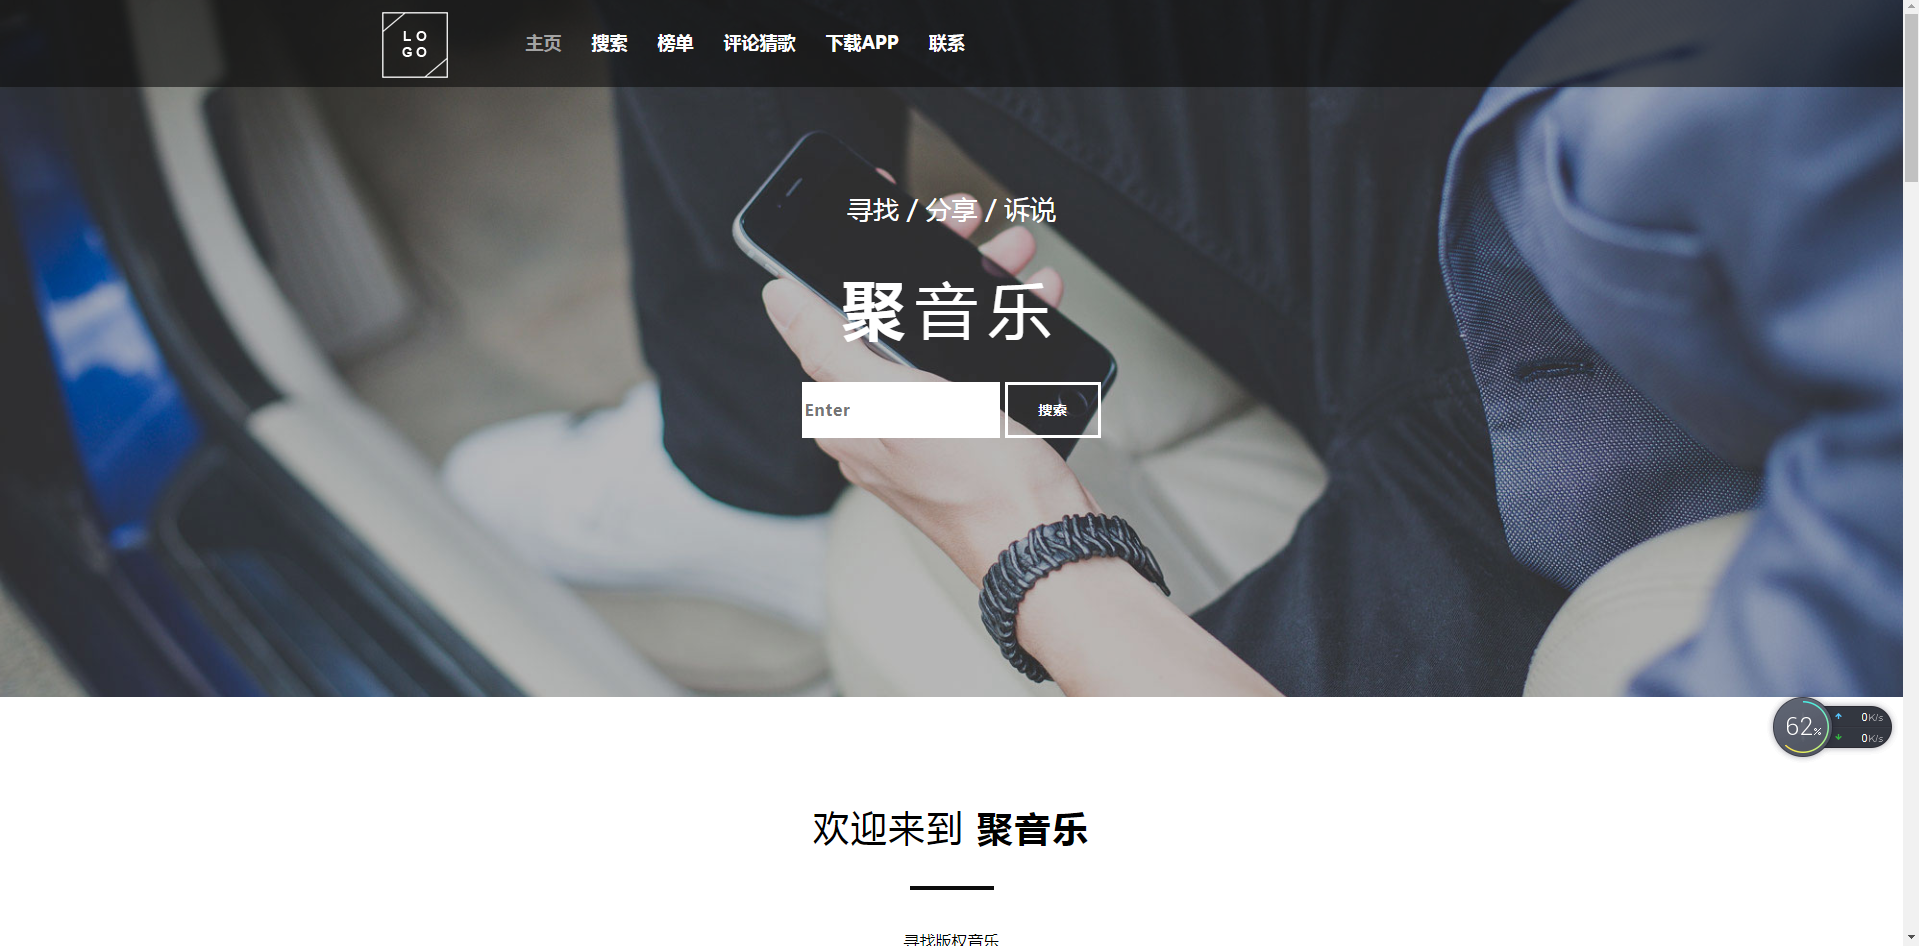 LO
GO
主页 搜索 榜单 评论猜歌 下载APP 联系
寻找 / 分享 / 诉说
聚音乐
Enter 搜索
62% 0K/s
0K/s
欢迎来到 聚音乐
寻找版权音乐